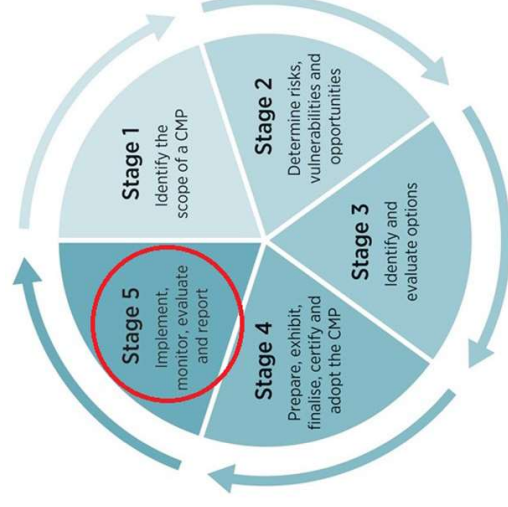 Stage 1
Identify the
scope of a CMP
Stage 2
Determine risks,
vulnerabilities and
opportunities
Stage 3
Identify and
evaluate options
Stage 4
Prepare, exhibit,
finalise, certify and
adopt the CMP
Stage 5
Implement,
monitor, evaluate
and report